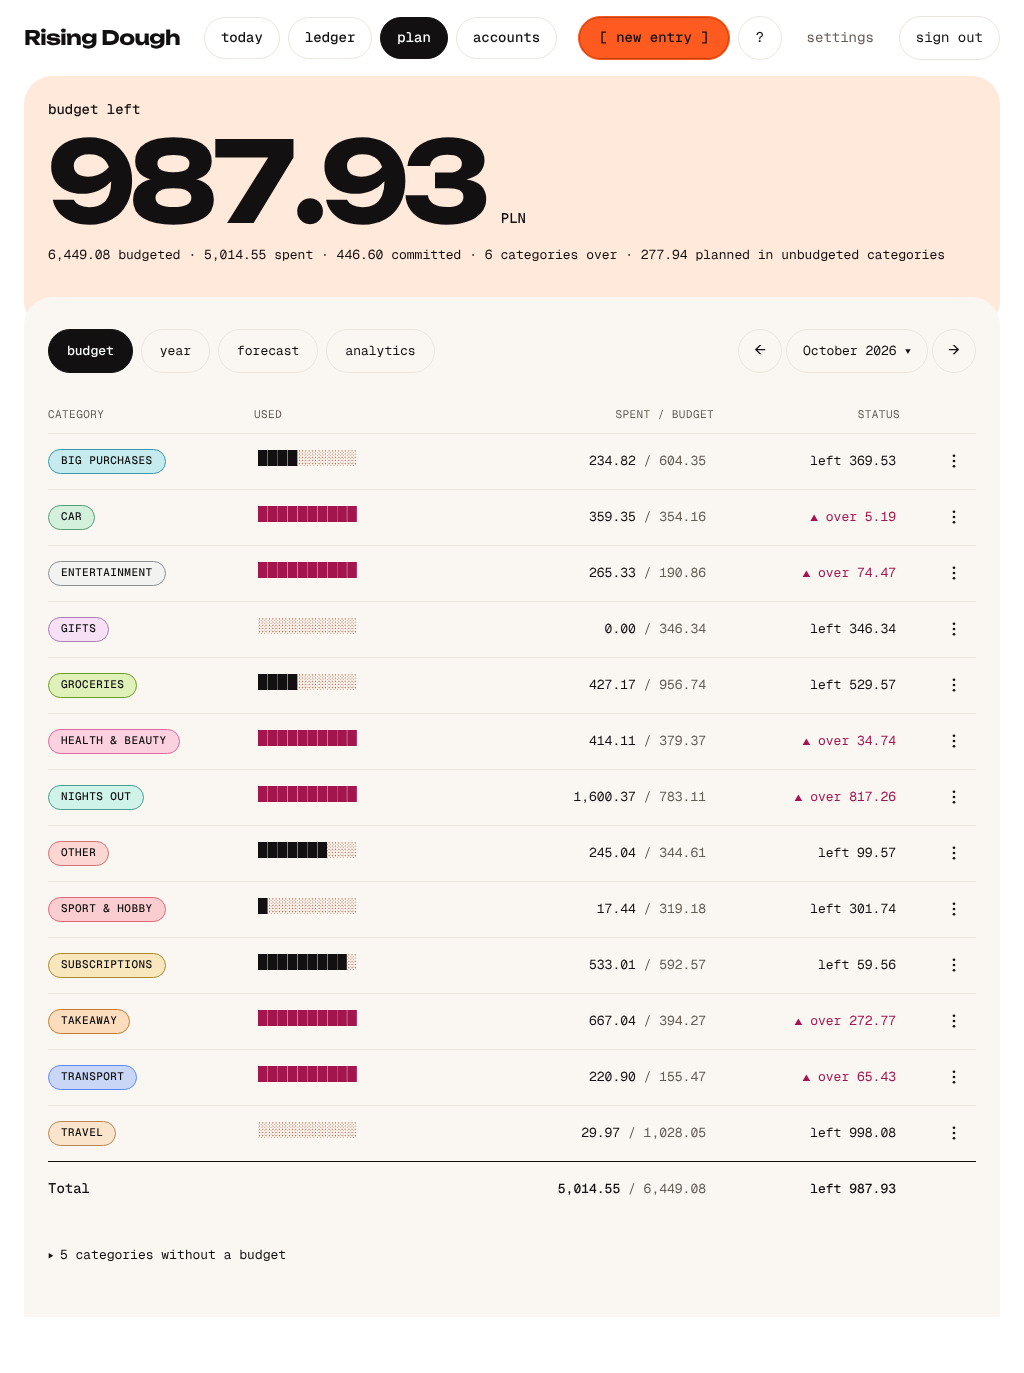 Rising Dough today ledger plan accounts [ new entry ] ? settings sign out
budget left
987.93 PLN
6,449.08 budgeted · 5,014.55 spent · 446.60 committed · 6 categories over · 277.94 planned in unbudgeted categories
budget year forecast analytics ← October 2026 ▾ →
CATEGORY USED SPENT / BUDGET STATUS
BIG PURCHASES 234.82 / 604.35 left 369.53
CAR 359.35 / 354.16 ▲ over 5.19
ENTERTAINMENT 265.33 / 190.86 ▲ over 74.47
GIFTS 0.00 / 346.34 left 346.34
GROCERIES 427.17 / 956.74 left 529.57
HEALTH & BEAUTY 414.11 / 379.37 ▲ over 34.74
NIGHTS OUT 1,600.37 / 783.11 ▲ over 817.26
OTHER 245.04 / 344.61 left 99.57
SPORT & HOBBY 17.44 / 319.18 left 301.74
SUBSCRIPTIONS 533.01 / 592.57 left 59.56
TAKEAWAY 667.04 / 394.27 ▲ over 272.77
TRANSPORT 220.90 / 155.47 ▲ over 65.43
TRAVEL 29.97 / 1,028.05 left 998.08
Total 5,014.55 / 6,449.08 left 987.93
▸ 5 categories without a budget